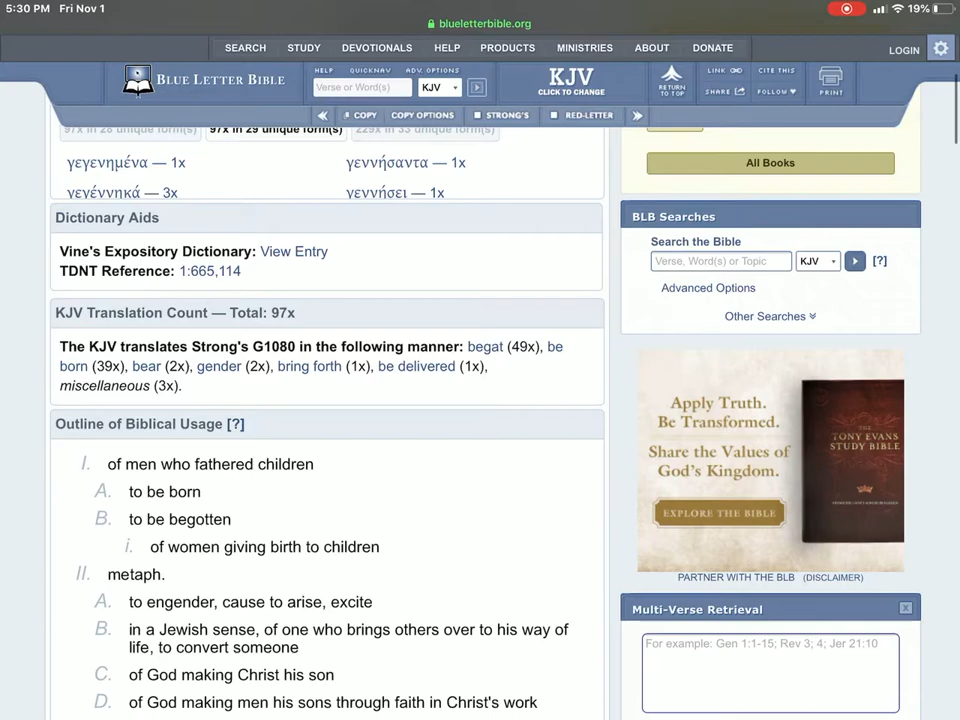 5:30 PM Fri Nov 1
19%
blueletterbible.org
SEARCH STUDY DEVOTIONALS HELP PRODUCTS MINISTRIES ABOUT DONATE LOGIN
BLUE LETTER BIBLE
HELP QUICKNAV ADV. OPTIONS
Verse or Word(s) KJV
KJV
CLICK TO CHANGE
RETURN TO TOP
LINK CITE THIS
SHARE FOLLOW
PRINT
COPY COPY OPTIONS STRONG'S RED-LETTER
97x in 28 unique form(s) 97x in 29 unique form(s) 229x in 33 unique form(s)
γεγενημένα — 1x γεννήσαντα — 1x
γεγέννηκά — 3x γεννήσει — 1x
Dictionary Aids
Vine's Expository Dictionary: View Entry
TDNT Reference: 1:665,114
KJV Translation Count — Total: 97x
The KJV translates Strong's G1080 in the following manner: begat (49x), be
born (39x), bear (2x), gender (2x), bring forth (1x), be delivered (1x),
miscellaneous (3x).
Outline of Biblical Usage [?]
I. of men who fathered children
A. to be born
B. to be begotten
i. of women giving birth to children
II. metaph.
A. to engender, cause to arise, excite
B. in a Jewish sense, of one who brings others over to his way of
life, to convert someone
C. of God making Christ his son
D. of God making men his sons through faith in Christ's work
All Books
BLB Searches
Search the Bible
Verse, Word(s) or Topic KJV [?]
Advanced Options
Other Searches
Apply Truth.
Be Transformed.
Share the Values of
God's Kingdom.
EXPLORE THE BIBLE
THE
TONY EVANS
STUDY BIBLE
PARTNER WITH THE BLB (DISCLAIMER)
Multi-Verse Retrieval x
For example: Gen 1:1-15; Rev 3; 4; Jer 21:10